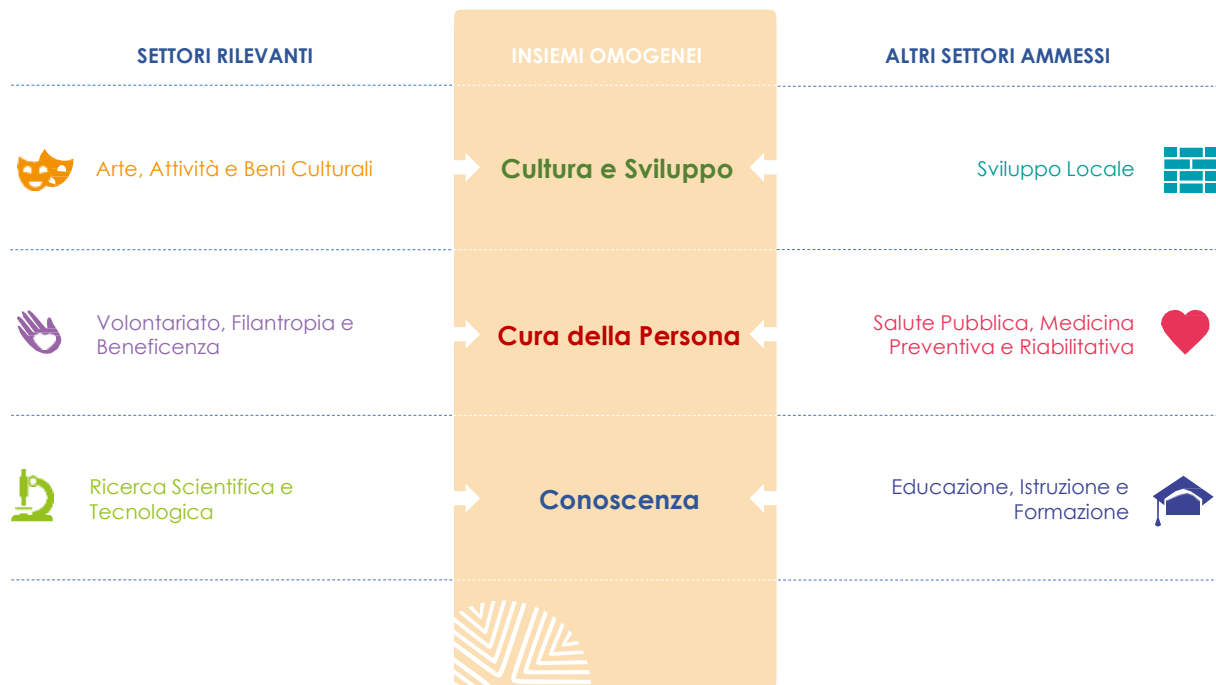 SETTORI RILEVANTI
INSIEMI OMOGENEI
ALTRI SETTORI AMMESSI
Arte, Attività e Beni Culturali
Cultura e Sviluppo
Sviluppo Locale
Volontariato, Filantropia e
Beneficenza
Cura della Persona
Salute Pubblica, Medicina
Preventiva e Riabilitativa
Ricerca Scientifica e
Tecnologica
Conoscenza
Educazione, Istruzione e
Formazione